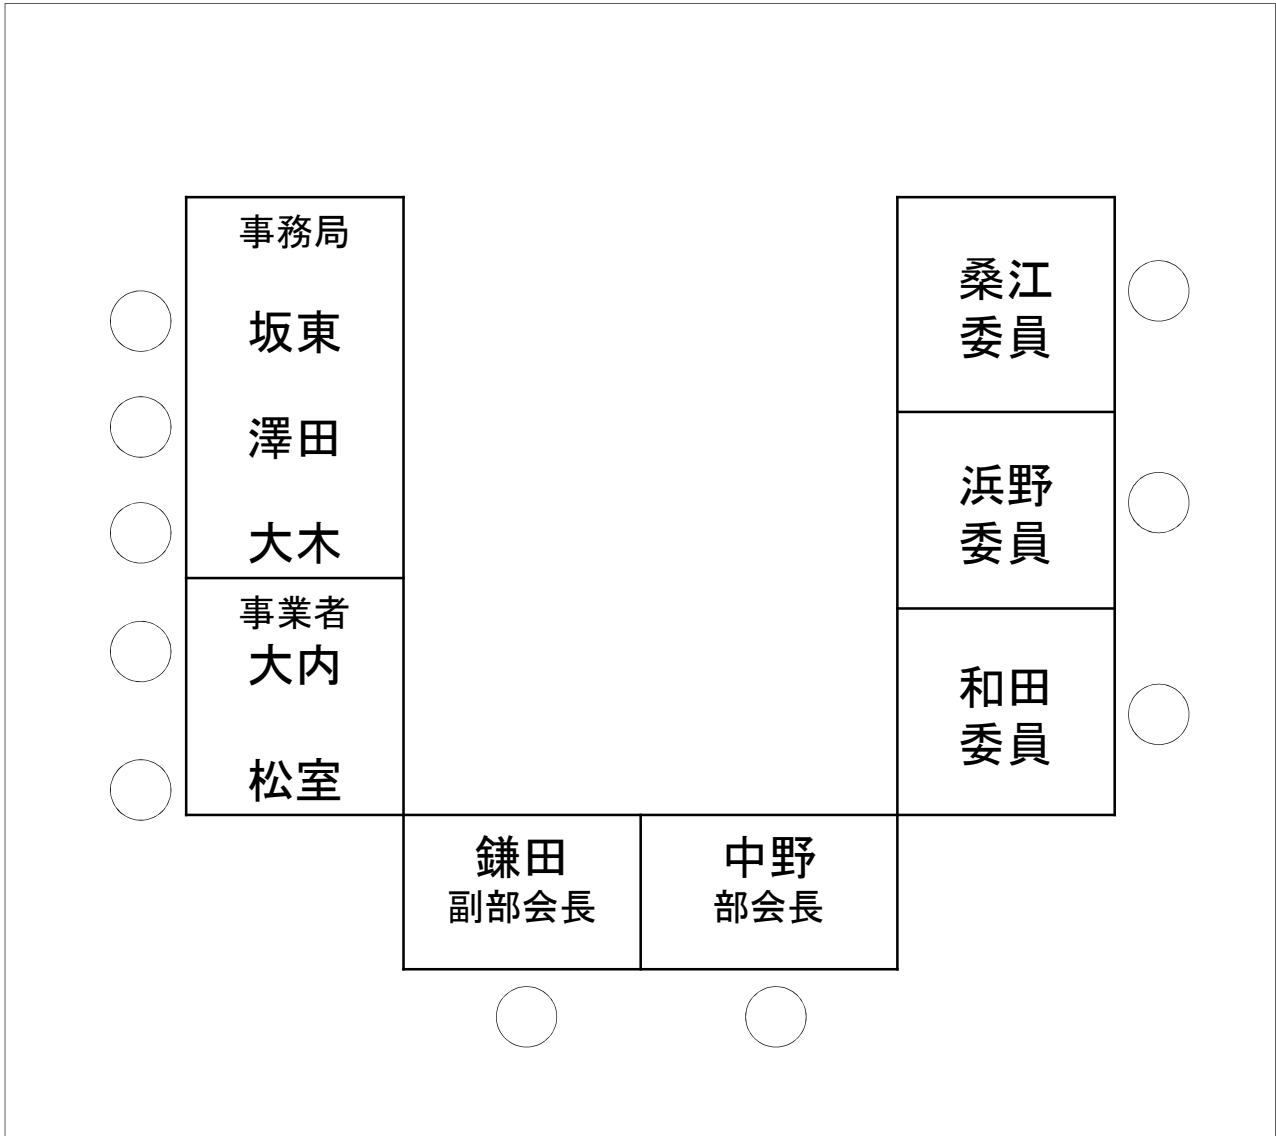 事務局
坂東
澤田
大木
事業者
大内
松室
鎌田
副部会長
中野
部会長
桑江
委員
浜野
委員
和田
委員